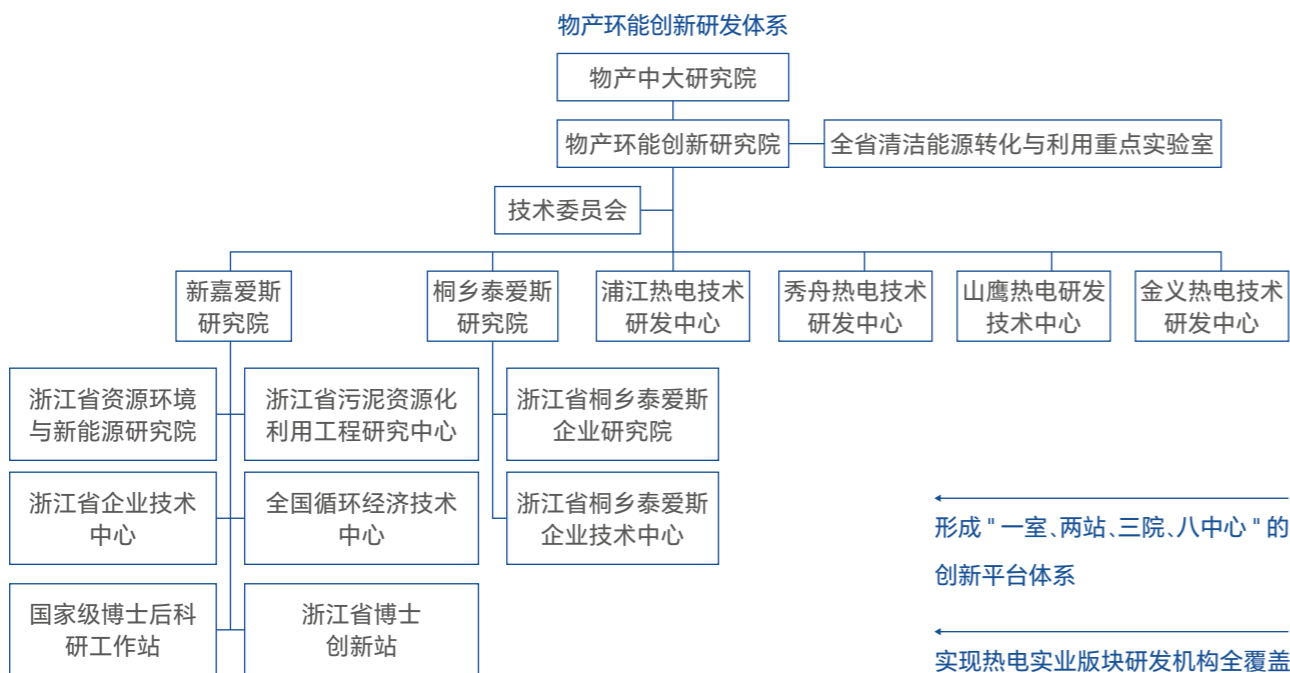 物产环能创新研发体系
物产中大研究院
物产环能创新研究院
全省清洁能源转化与利用重点实验室
技术委员会
新嘉爱斯
研究院
桐乡泰爱斯
研究院
浦江热电技术
研发中心
秀舟热电技术
研发中心
山鹰热电研发
技术中心
金义热电技术
研发中心
浙江省资源环境
与新能源研究院
浙江省污泥资源化
利用工程研究中心
浙江省桐乡泰爱斯
企业研究院
浙江省企业技术
中心
全国循环经济技术
中心
浙江省桐乡泰爱斯
企业技术中心
国家级博士后科
研工作站
浙江省博士
创新站
形成"一室、两站、三院、八中心"的
创新平台体系
实现热电实业版块研发机构全覆盖